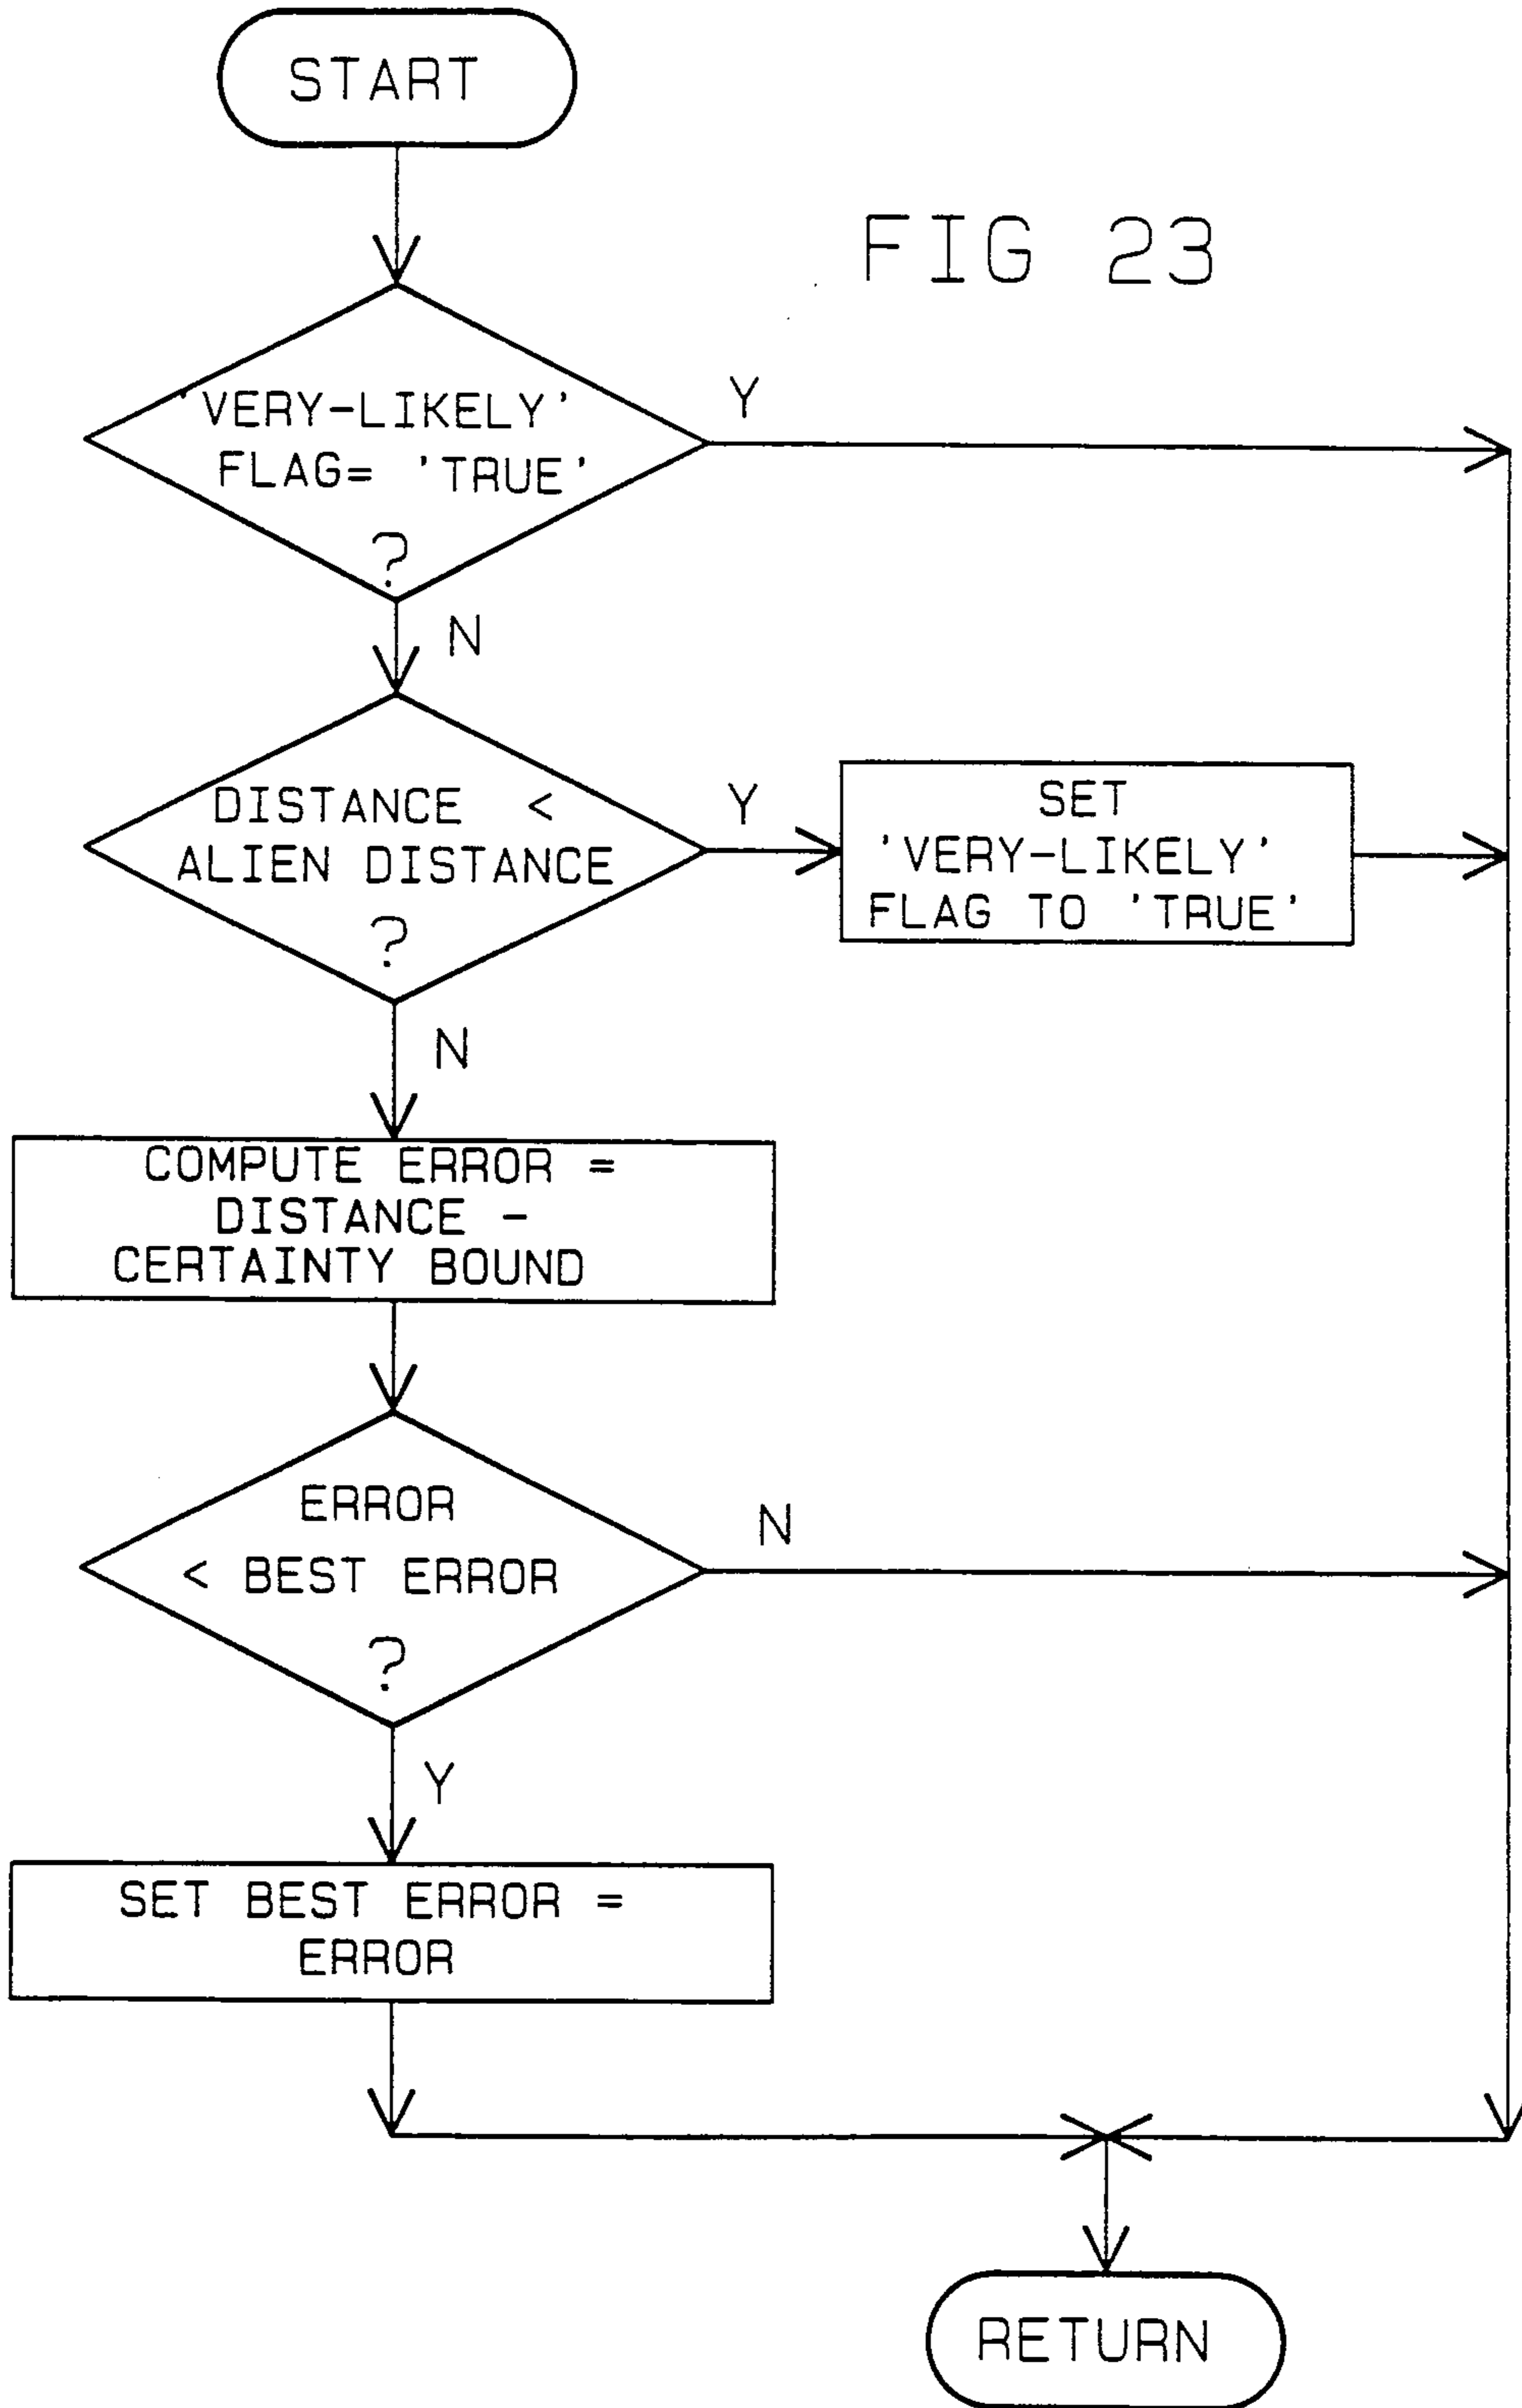 START
FIG 23
'VERY-LIKELY'
FLAG= 'TRUE'
?
Y
N
DISTANCE <
ALIEN DISTANCE
?
Y
SET
'VERY-LIKELY'
FLAG TO 'TRUE'
N
COMPUTE ERROR =
DISTANCE -
CERTAINTY BOUND
ERROR
< BEST ERROR
?
N
Y
SET BEST ERROR =
ERROR
RETURN